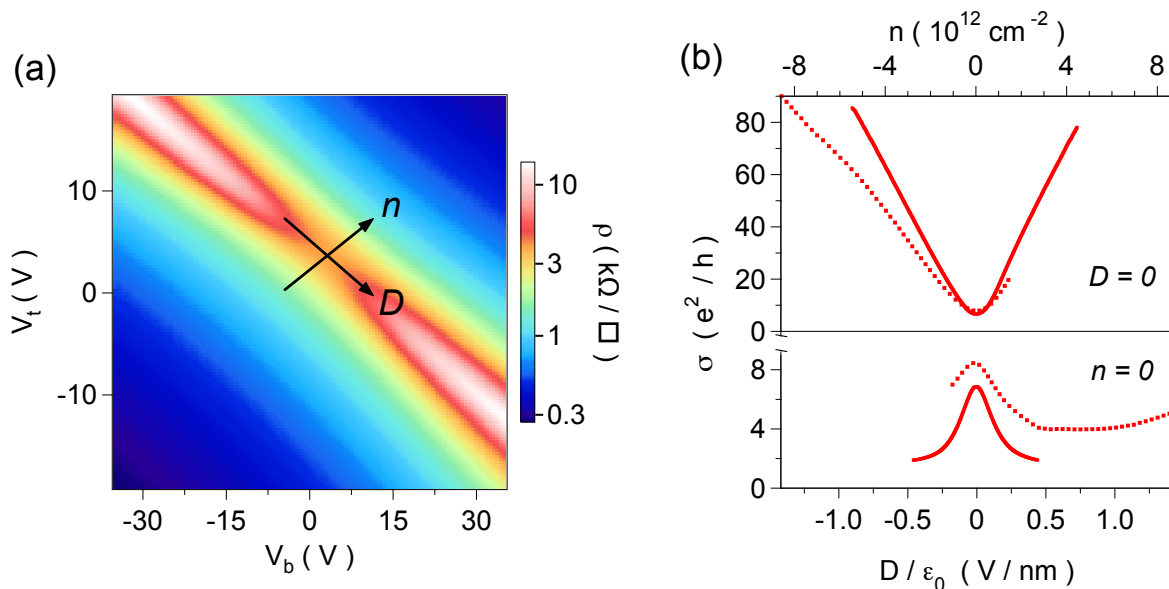 (a)
V_t ( V )
10
0
-10
-30
-15
0
15
30
V_b ( V )
n
D
10
3
1
0.3
ρ ( kΩ / □ )
(b)
n ( 10^12 cm^-2 )
-8
-4
0
4
8
80
60
40
20
0
D = 0
8
4
0
n = 0
σ ( e^2 / h )
-1.0
-0.5
0
0.5
1.0
D / ε_0 ( V / nm )